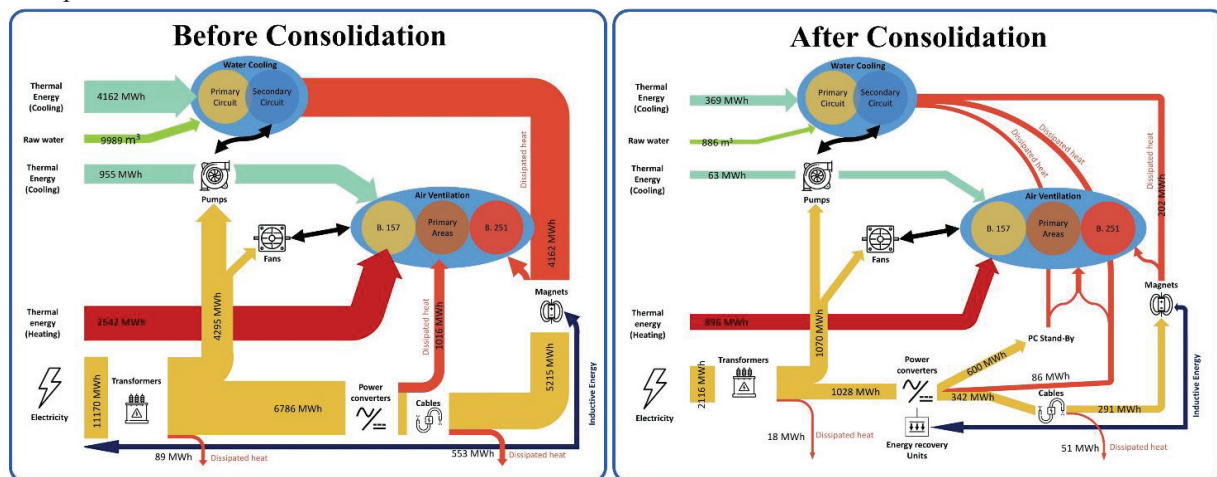 Before Consolidation
Water Cooling
Thermal
Energy
(Cooling)
4162 MWh
Primary
Circuit
Secondary
Circuit
Raw water
9989 m³
Thermal
Energy
(Cooling)
955 MWh
Pumps
Dissipated heat
Air Ventilation
B. 157
Primary
Areas
B. 251
Fans
4162 MWh
Magnets
Thermal
energy
(Heating)
3642 MWh
4295 MWh
Dissipated heat
1016 MWh
5215 MWh
Inductive Energy
Electricity
11170 MWh
Transformers
6786 MWh
Power
converters
Cables
89 MWh
Dissipated heat
553 MWh
Dissipated heat
After Consolidation
Water Cooling
Thermal
Energy
(Cooling)
369 MWh
Primary
Circuit
Secondary
Circuit
Raw water
886 m³
Thermal
Energy
(Cooling)
63 MWh
Pumps
Dissipated heat
Dissipated heat
Air Ventilation
B. 157
Primary
Areas
B. 251
202 MWh
Fans
Magnets
Thermal
energy
(Heating)
896 MWh
1070 MWh
PC Stand-By
600 MWh
86 MWh
Inductive Energy
Electricity
2116 MWh
Transformers
1028 MWh
Power
converters
342 MWh
Cables
291 MWh
18 MWh
Dissipated heat
Energy recovery
Units
51 MWh
Dissipated heat